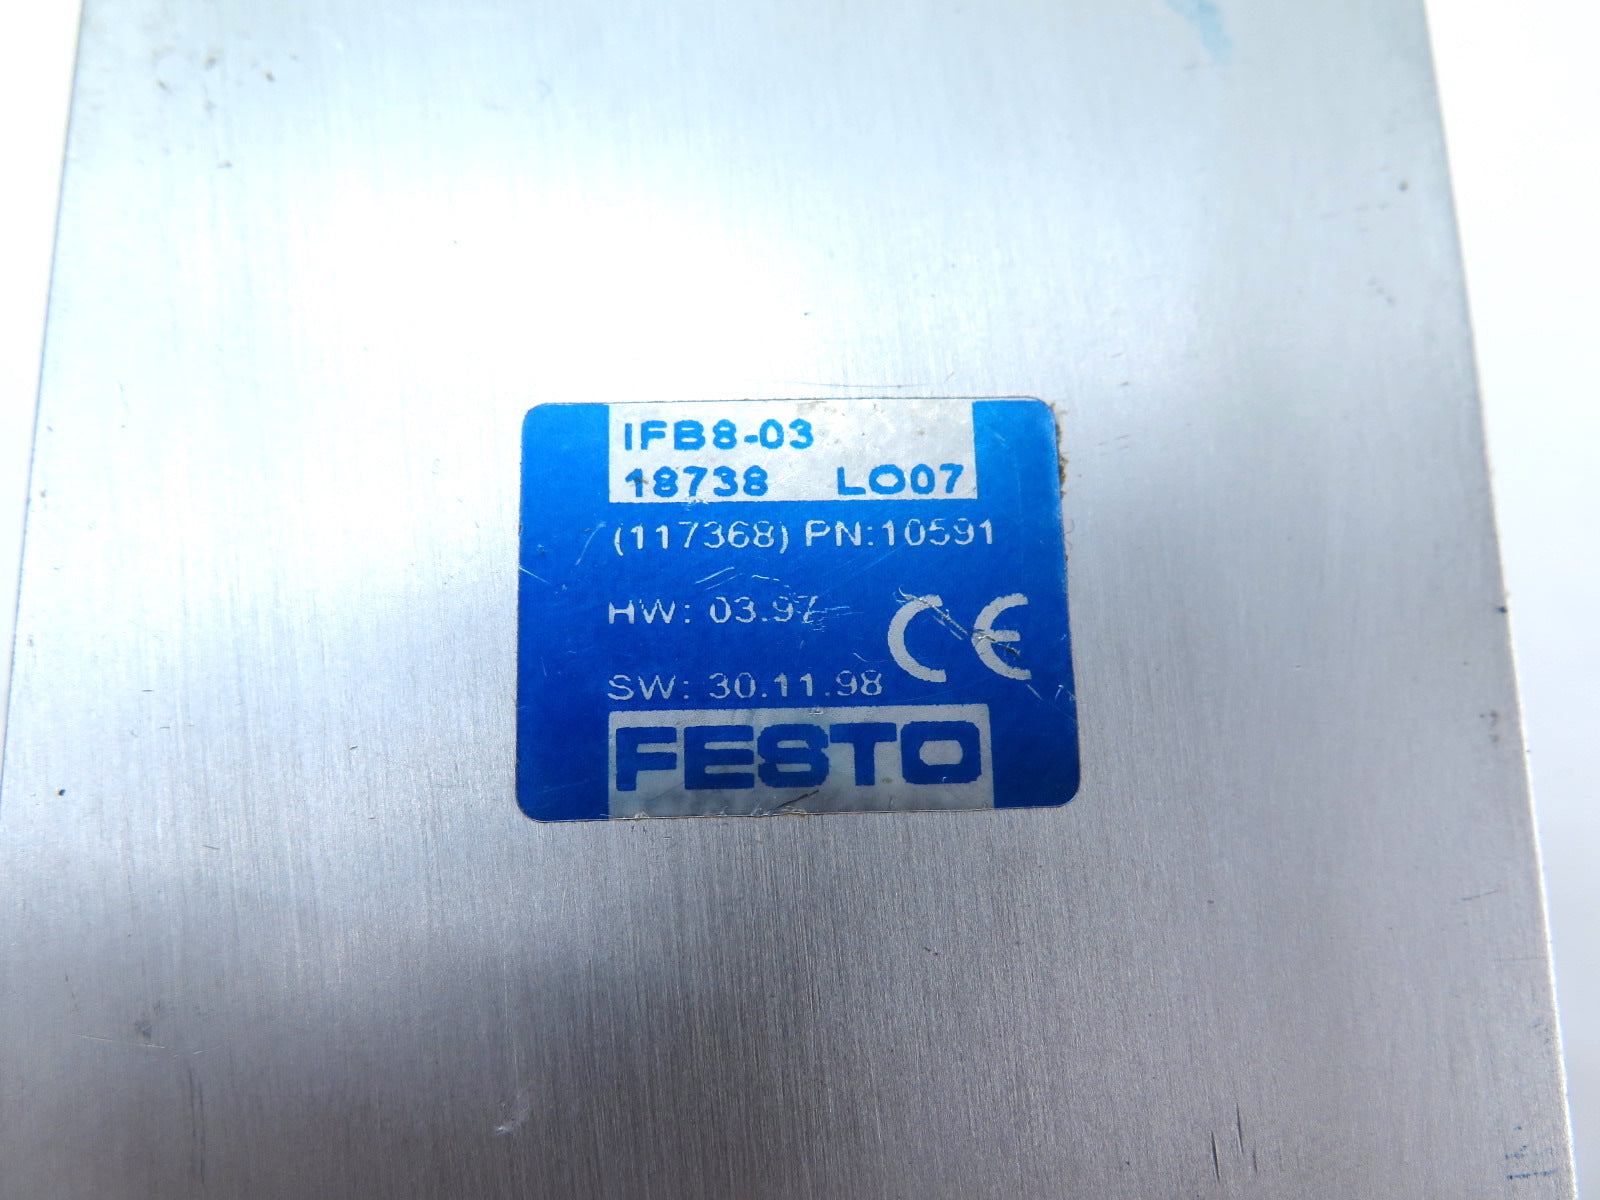 IFB8-03
18738 LO07
(117368) PN:10591
HW: 03.97
CE
SW: 30.11.98
FESTO